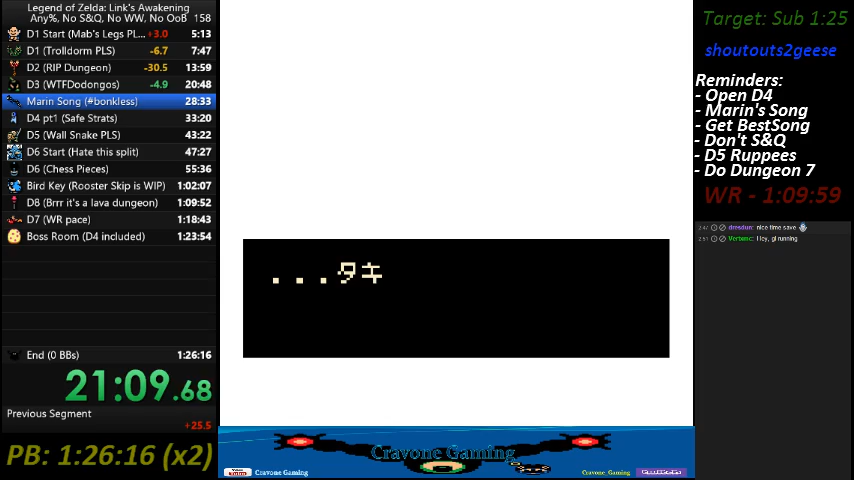 Legend of Zelda: Link's Awakening
Any%, No S&Q, No WW, No OoB 158
D1 Start (Mab's Legs PL... +3.0 5:13
D1 (Trolldorm PLS) -6.7 7:47
D2 (RIP Dungeon) -30.5 13:59
D3 (WTFDodongos) -4.9 20:48
Marin Song (#bonkless) 28:33
D4 pt1 (Safe Strats) 33:20
D5 (Wall Snake PLS) 43:22
D6 Start (Hate this split) 47:27
D6 (Chess Pieces) 55:36
Bird Key (Rooster Skip is WIP) 1:02:07
D8 (Brrr it's a lava dungeon) 1:09:52
D7 (WR pace) 1:18:43
Boss Room (D4 included) 1:23:54
End (0 BBs) 1:26:16
21:09.68
Previous Segment
+25.5
PB: 1:26:16 (x2)
...タキ
Cravone Gaming
You Tube Cravone Gaming
Cravone_Gaming
Target: Sub 1:25
shoutouts2geese
Reminders:
- Open D4
- Marin's Song
- Get BestSong
- Don't S&Q
- D5 Ruppees
- Do Dungeon 7
WR - 1:09:59
2:47 dresdun: nice time save
2:51 Hey, gl running